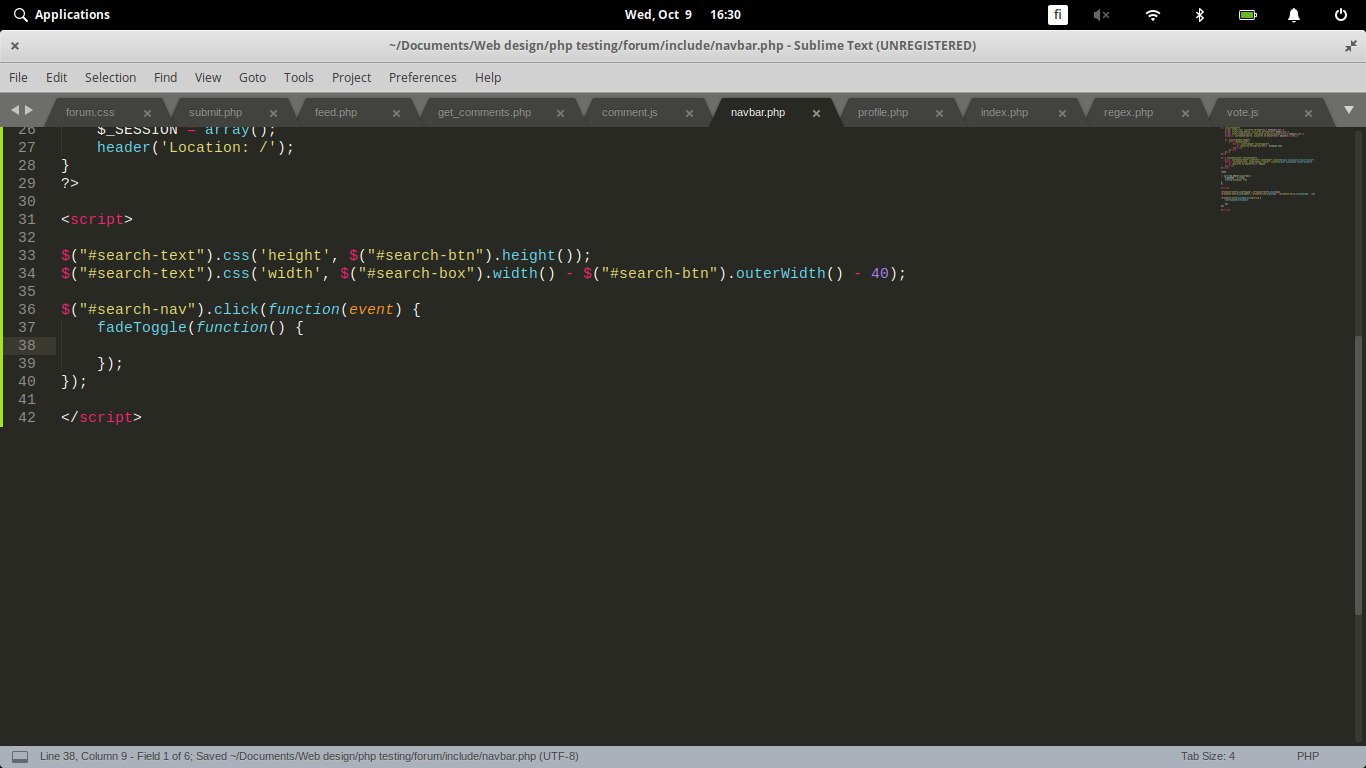 Applications
Wed, Oct 9 16:30
fi
~/Documents/Web design/php testing/forum/include/navbar.php - Sublime Text (UNREGISTERED)
File Edit Selection Find View Goto Tools Project Preferences Help
forum.css submit.php feed.php get_comments.php comment.js navbar.php profile.php index.php regex.php vote.js
26 $_SESSION = array();
27 header('Location: /');
28 }
29 ?>
30
31 <script>
32
33 $("#search-text").css('height', $("#search-btn").height());
34 $("#search-text").css('width', $("#search-box").width() - $("#search-btn").outerWidth() - 40);
35
36 $("#search-nav").click(function(event) {
37 fadeToggle(function() {
38
39 });
40 });
41
42 </script>
Line 38, Column 9 - Field 1 of 6; Saved ~/Documents/Web design/php testing/forum/include/navbar.php (UTF-8)
Tab Size: 4
PHP